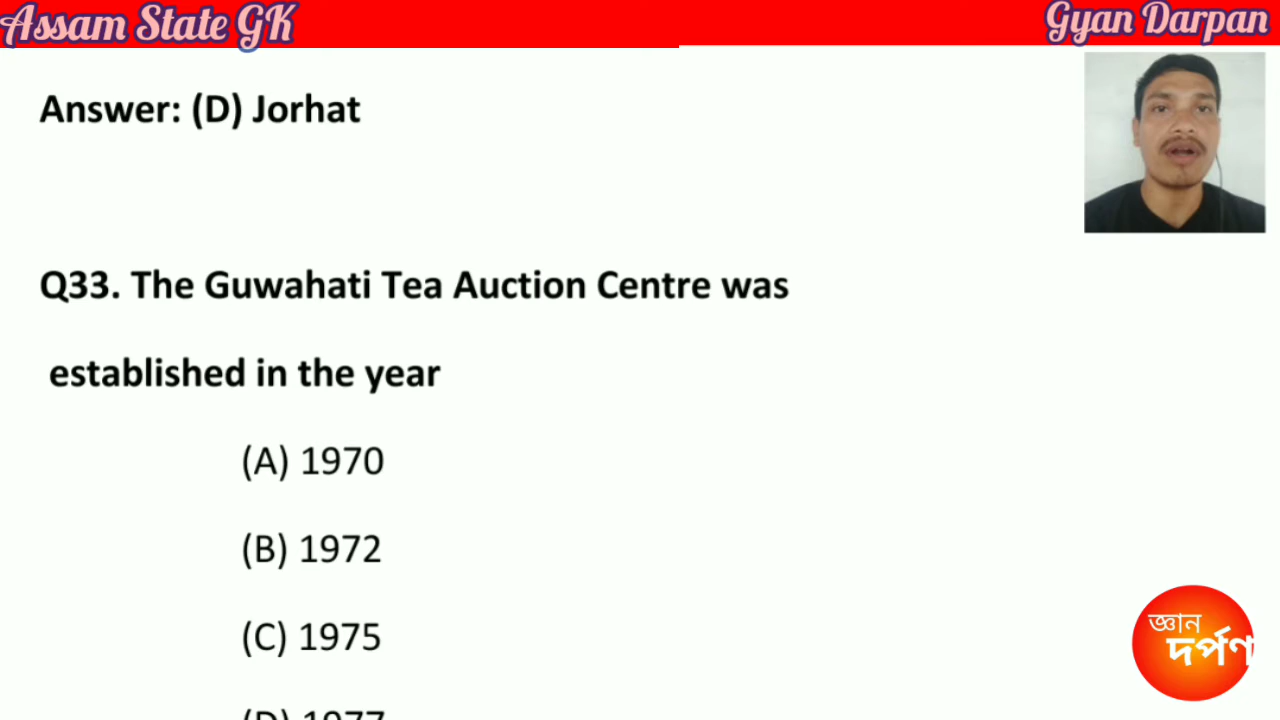 Assam State GK
Gyan Darpan
Answer: (D) Jorhat
Q33. The Guwahati Tea Auction Centre was
established in the year
(A) 1970
(B) 1972
(C) 1975
(D) 1977
জ্ঞান
দৰ্পণ